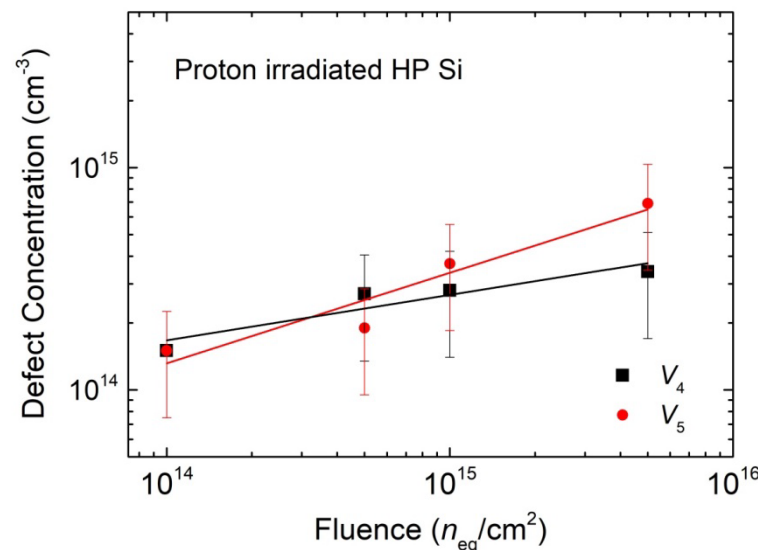 Proton irradiated HP Si
Defect Concentration (cm⁻³)
10¹⁵
10¹⁴
V₄
V₅
10¹⁴
10¹⁵
10¹⁶
Fluence (n_eq/cm²)